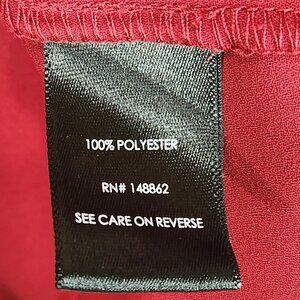 100% POLYESTER
RN# 148862
SEE CARE ON REVERSE